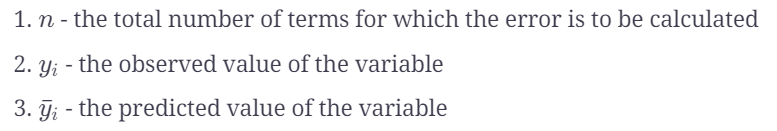 1. n - the total number of terms for which the error is to be calculated
2. yᵢ - the observed value of the variable
3. ȳᵢ - the predicted value of the variable